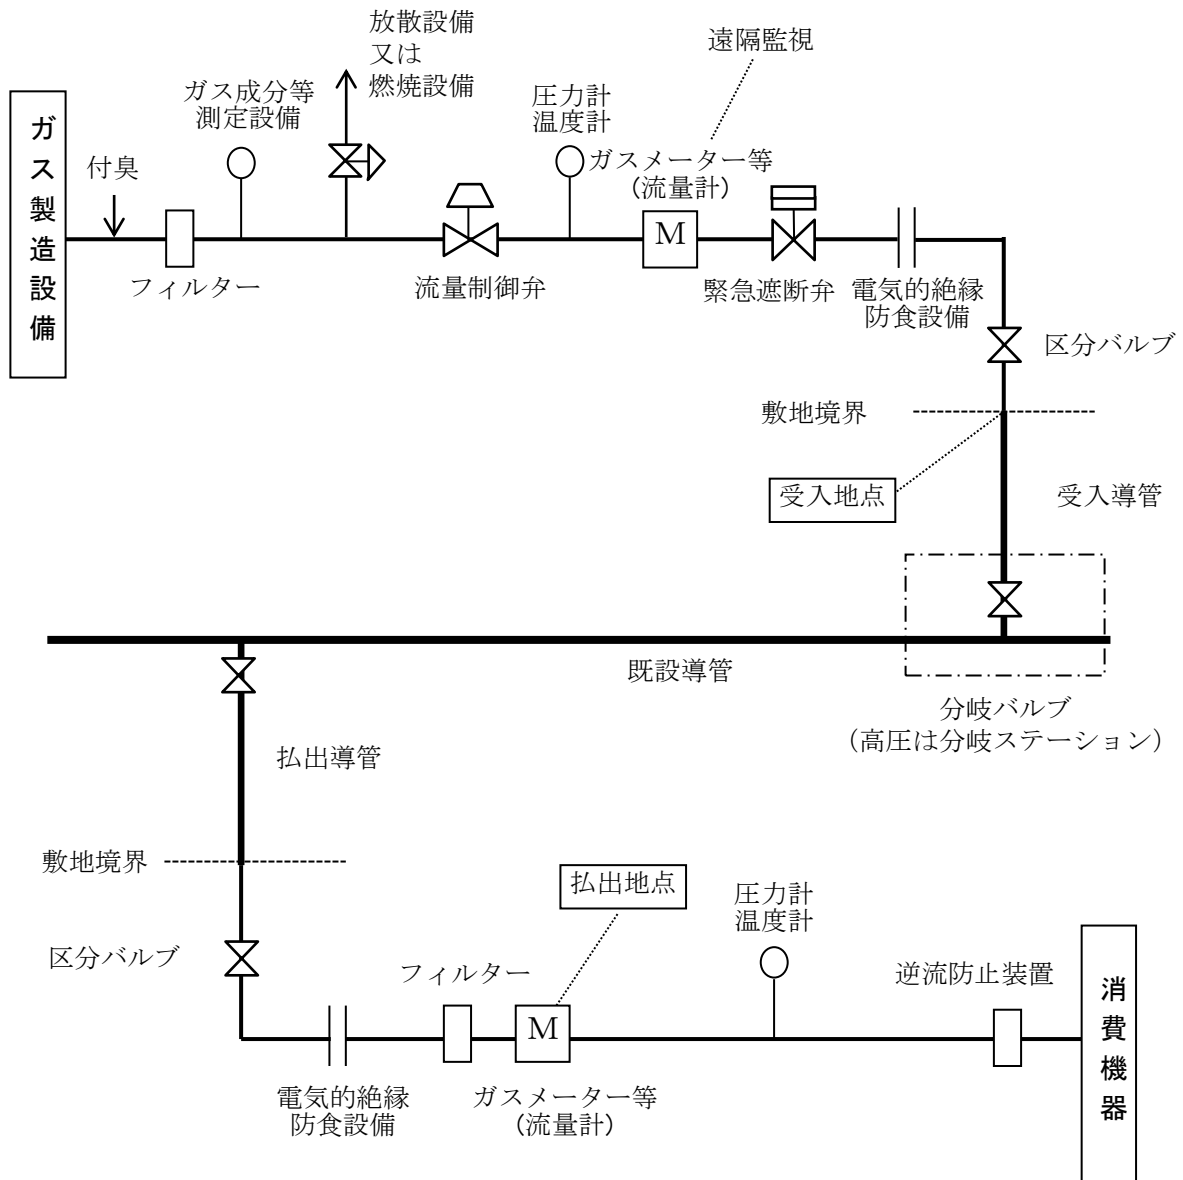 放散設備
又は
燃焼設備
遠隔監視
ガス成分等
測定設備
圧力計
温度計
ガス製造設備
付臭
ガスメーター等
(流量計)
M
フィルター
流量制御弁
緊急遮断弁
電気的絶縁
防食設備
区分バルブ
敷地境界
受入地点
受入導管
既設導管
分岐バルブ
(高圧は分岐ステーション)
払出導管
敷地境界
払出地点
圧力計
温度計
区分バルブ
フィルター
逆流防止装置
消費機器
M
電気的絶縁
防食設備
ガスメーター等
(流量計)